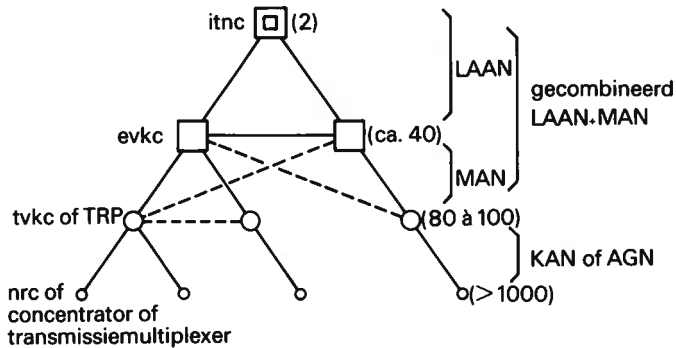 itnc (2)
LAAN
gecombineerd
LAAN+MAN
evkc (ca. 40)
MAN
tvkc of TRP (80 à 100)
KAN of AGN
nrc of (>1000)
concentrator of
transmissiemultiplexer